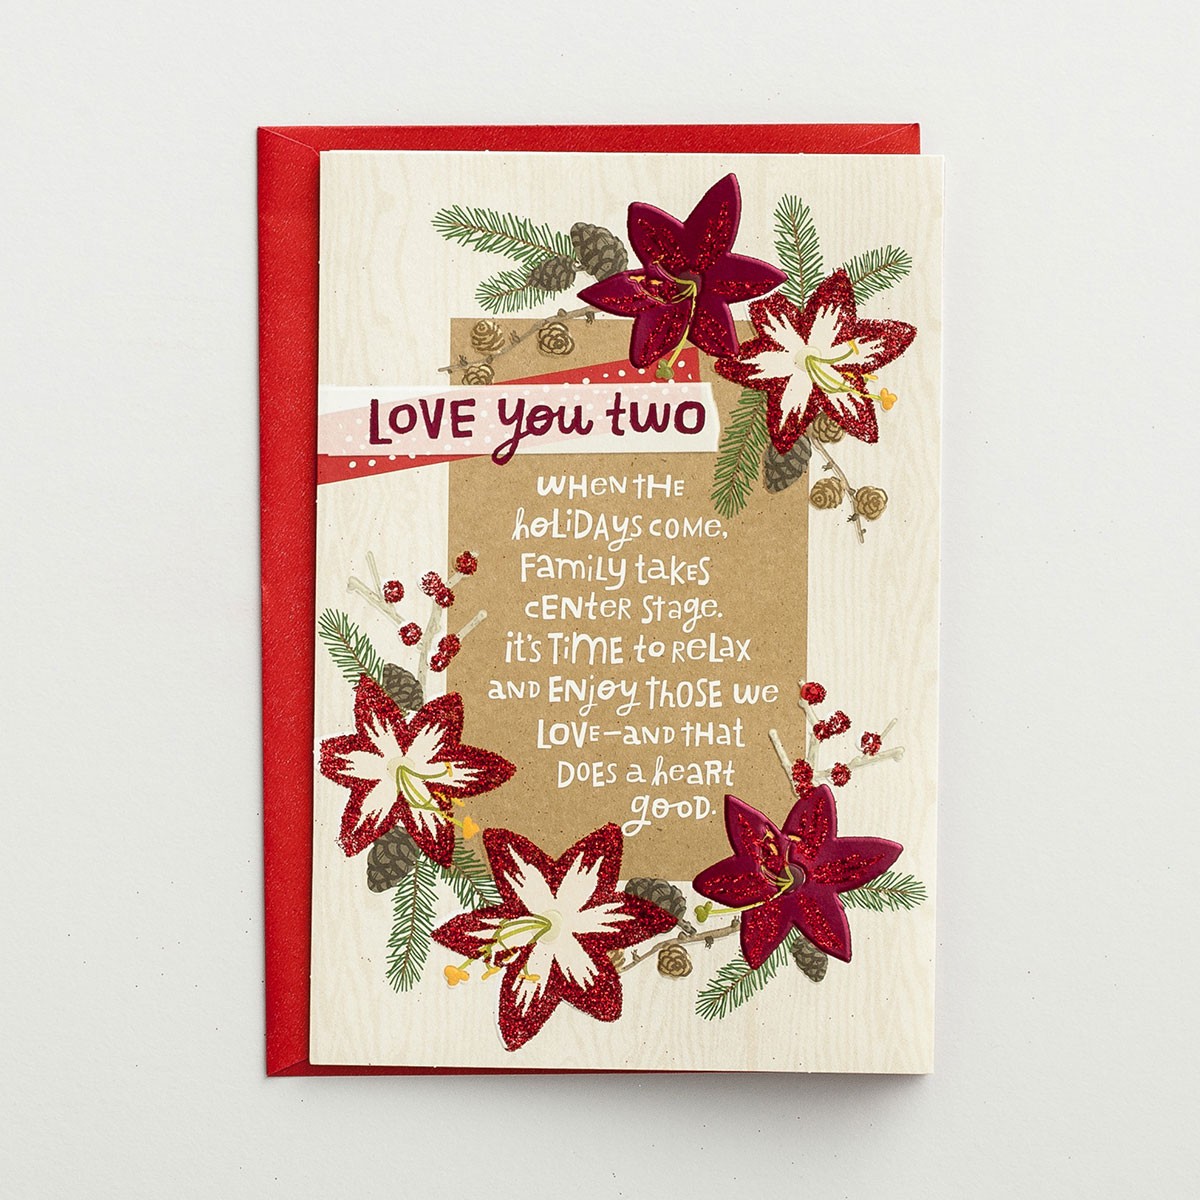 LOVE you two
WHEN THE
HOLIDAYS COME,
FAMILY TAKES
CENTER STAGE.
IT'S TIME TO RELAX
AND ENJOY THOSE WE
LOVE—AND THAT
DOES A HEART
GOOD.